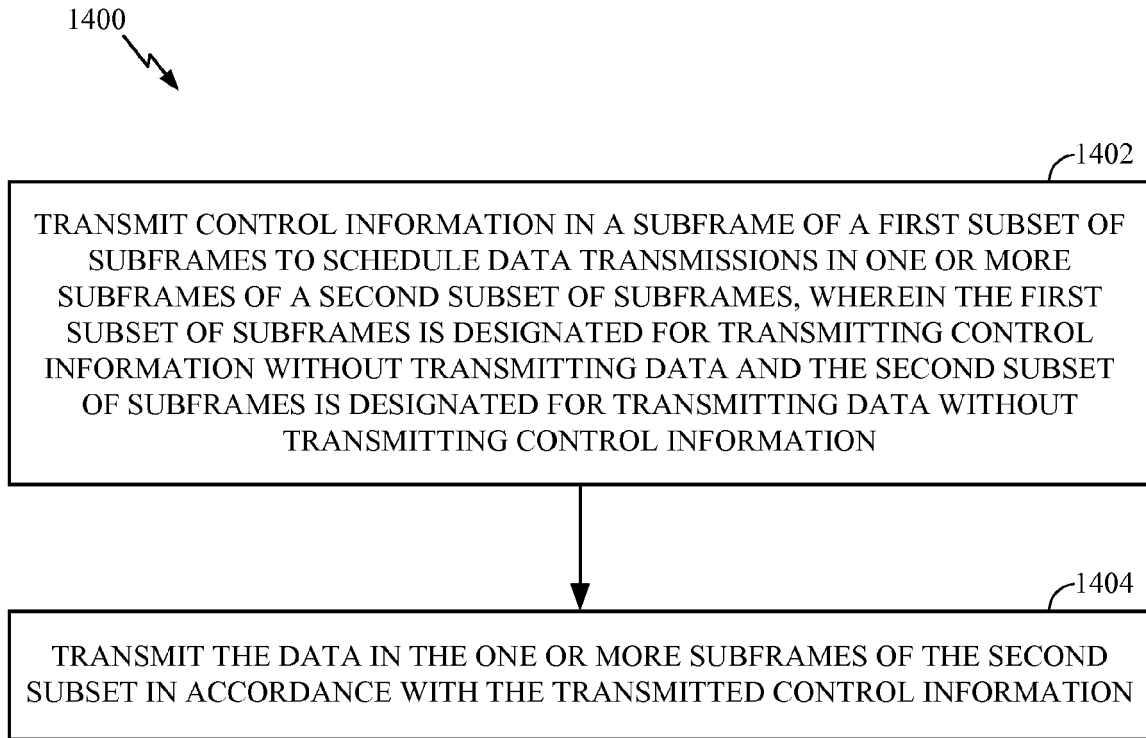 1400
1402
TRANSMIT CONTROL INFORMATION IN A SUBFRAME OF A FIRST SUBSET OF
SUBFRAMES TO SCHEDULE DATA TRANSMISSIONS IN ONE OR MORE
SUBFRAMES OF A SECOND SUBSET OF SUBFRAMES, WHEREIN THE FIRST
SUBSET OF SUBFRAMES IS DESIGNATED FOR TRANSMITTING CONTROL
INFORMATION WITHOUT TRANSMITTING DATA AND THE SECOND SUBSET
OF SUBFRAMES IS DESIGNATED FOR TRANSMITTING DATA WITHOUT
TRANSMITTING CONTROL INFORMATION
1404
TRANSMIT THE DATA IN THE ONE OR MORE SUBFRAMES OF THE SECOND
SUBSET IN ACCORDANCE WITH THE TRANSMITTED CONTROL INFORMATION